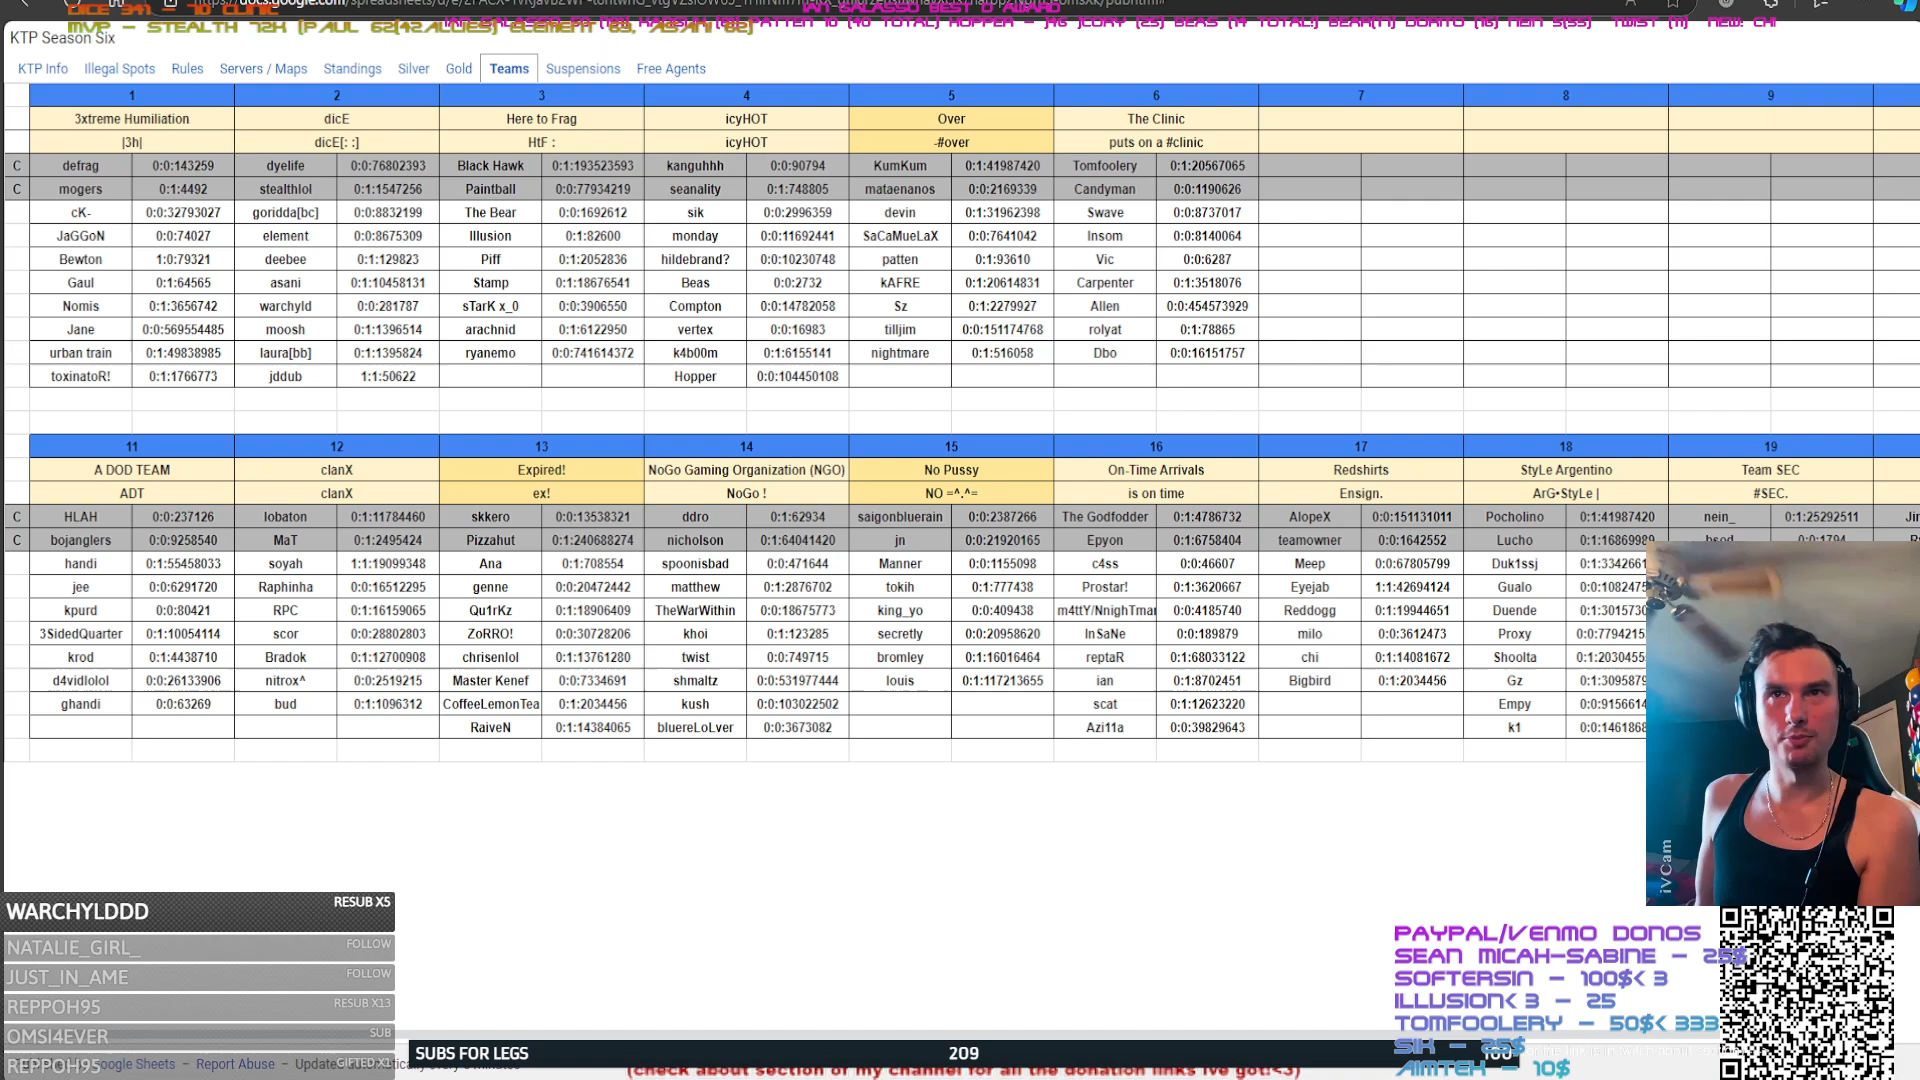 KTP Season Six
KTP Info Illegal Spots Rules Servers / Maps Standings Silver Gold Teams Suspensions Free Agents
1 2 3 4 5 6 7 8 9
3xtreme Humiliation dicE Here to Frag icyHOT Over The Clinic
|3h| dicE[: :] HtF : icyHOT -#over puts on a #clinic
C defrag 0:0:143259 dyelife 0:0:76802393 Black Hawk 0:1:193523593 kanguhhh 0:0:90794 KumKum 0:1:41987420 Tomfoolery 0:1:20567065
C mogers 0:1:4492 stealthlol 0:1:1547256 Paintball 0:0:77934219 seanality 0:1:748805 mataenanos 0:0:2169339 Candyman 0:0:1190626
cK- 0:0:32793027 goridda[bc] 0:0:8832199 The Bear 0:0:1692612 sik 0:0:2996359 devin 0:1:31962398 Swave 0:0:8737017
JaGGoN 0:0:74027 element 0:0:8675309 Illusion 0:1:82600 monday 0:0:11692441 SaCaMueLaX 0:0:7641042 Insom 0:0:8140064
Bewton 1:0:79321 deebee 0:1:129823 Piff 0:1:2052836 hildebrand? 0:0:10230748 patten 0:1:93610 Vic 0:0:6287
Gaul 0:1:64565 asani 0:1:10458131 Stamp 0:1:18676541 Beas 0:0:2732 kAFRE 0:1:20614831 Carpenter 0:1:3518076
Nomis 0:1:3656742 warchyld 0:0:281787 sTarK x_0 0:0:3906550 Compton 0:0:14782058 Sz 0:1:2279927 Allen 0:0:454573929
Jane 0:0:569554485 moosh 0:1:1396514 arachnid 0:1:6122950 vertex 0:0:16983 tilljim 0:0:151174768 rolyat 0:1:78865
urban train 0:1:49838985 laura[bb] 0:1:1395824 ryanemo 0:0:741614372 k4b00m 0:1:6155141 nightmare 0:1:516058 Dbo 0:0:16151757
toxinatoR! 0:1:1766773 jddub 1:1:50622 Hopper 0:0:104450108
11 12 13 14 15 16 17 18 19
A DOD TEAM clanX Expired! NoGo Gaming Organization (NGO) No Pussy On-Time Arrivals Redshirts StyLe Argentino Team SEC
ADT clanX ex! NoGo ! NO =^.^= is on time Ensign. ArG•StyLe | #SEC.
C HLAH 0:0:237126 lobaton 0:1:11784460 skkero 0:0:13538321 ddro 0:1:62934 saigonbluerain 0:0:2387266 The Godfodder 0:1:4786732 AlopeX 0:0:151131011 Pocholino 0:1:41987420 nein_ 0:1:25292511
C bojanglers 0:0:9258540 MaT 0:1:2495424 Pizzahut 0:1:240688274 nicholson 0:1:64041420 jn 0:0:21920165 Epyon 0:1:6758404 teamowner 0:0:1642552 Lucho 0:1:16869989
handi 0:1:55458033 soyah 1:1:19099348 Ana 0:1:708554 spoonisbad 0:0:471644 Manner 0:0:1155098 c4ss 0:0:46607 Meep 0:0:67805799 Duk1ssj 0:1:3342661
jee 0:0:6291720 Raphinha 0:0:16512295 genne 0:0:20472442 matthew 0:1:2876702 tokih 0:1:777438 Prostar! 0:1:3620667 Eyejab 1:1:42694124 Gualo 0:0:1082475
kpurd 0:0:80421 RPC 0:1:16159065 Qu1rKz 0:1:18906409 TheWarWithin 0:0:18675773 king_yo 0:0:409438 m4ttY/NnighTmar 0:0:4185740 Reddogg 0:1:19944651 Duende 0:1:3015730
3SidedQuarter 0:1:10054114 scor 0:0:28802803 ZoRRO! 0:0:30728206 khoi 0:1:123285 secretly 0:0:20958620 InSaNe 0:0:189879 milo 0:0:3612473 Proxy 0:0:7794215
krod 0:1:4438710 Bradok 0:1:12700908 chrisenlol 0:1:13761280 twist 0:0:749715 bromley 0:1:16016464 reptaR 0:1:68033122 chi 0:1:14081672 Shoolta 0:1:2030455
d4vidlolol 0:0:26133906 nitrox^ 0:0:2519215 Master Kenef 0:0:7334691 shmaltz 0:0:531977444 louis 0:1:117213655 ian 0:1:8702451 Bigbird 0:1:2034456 Gz 0:1:3095879
ghandi 0:0:63269 bud 0:1:1096312 CoffeeLemonTea 0:1:2034456 kush 0:0:103022502 scat 0:1:12623220 Empy 0:0:9156614
RaiveN 0:1:14384065 bluereLoLver 0:0:3673082 Azi11a 0:0:39829643 k1 0:0:1461868
iVCam
WARCHYLDDD RESUB X5
NATALIE_GIRL_ FOLLOW
JUST_IN_AME FOLLOW
REPPOH95 RESUB X13
OMSI4EVER SUB
REPPOH95 GIFTED X1
Google Sheets – Report Abuse –
SUBS FOR LEGS 209
(check about section of my channel for all the donation links ive got!<3)
PAYPAL/VENMO DONOS
SEAN MICAH-SABINE – 25$
SOFTERSIN – 100$< 3
ILLUSION< 3 – 25
TOMFOOLERY – 50$< 333
SIK – 25$
AIMTEK – 10$